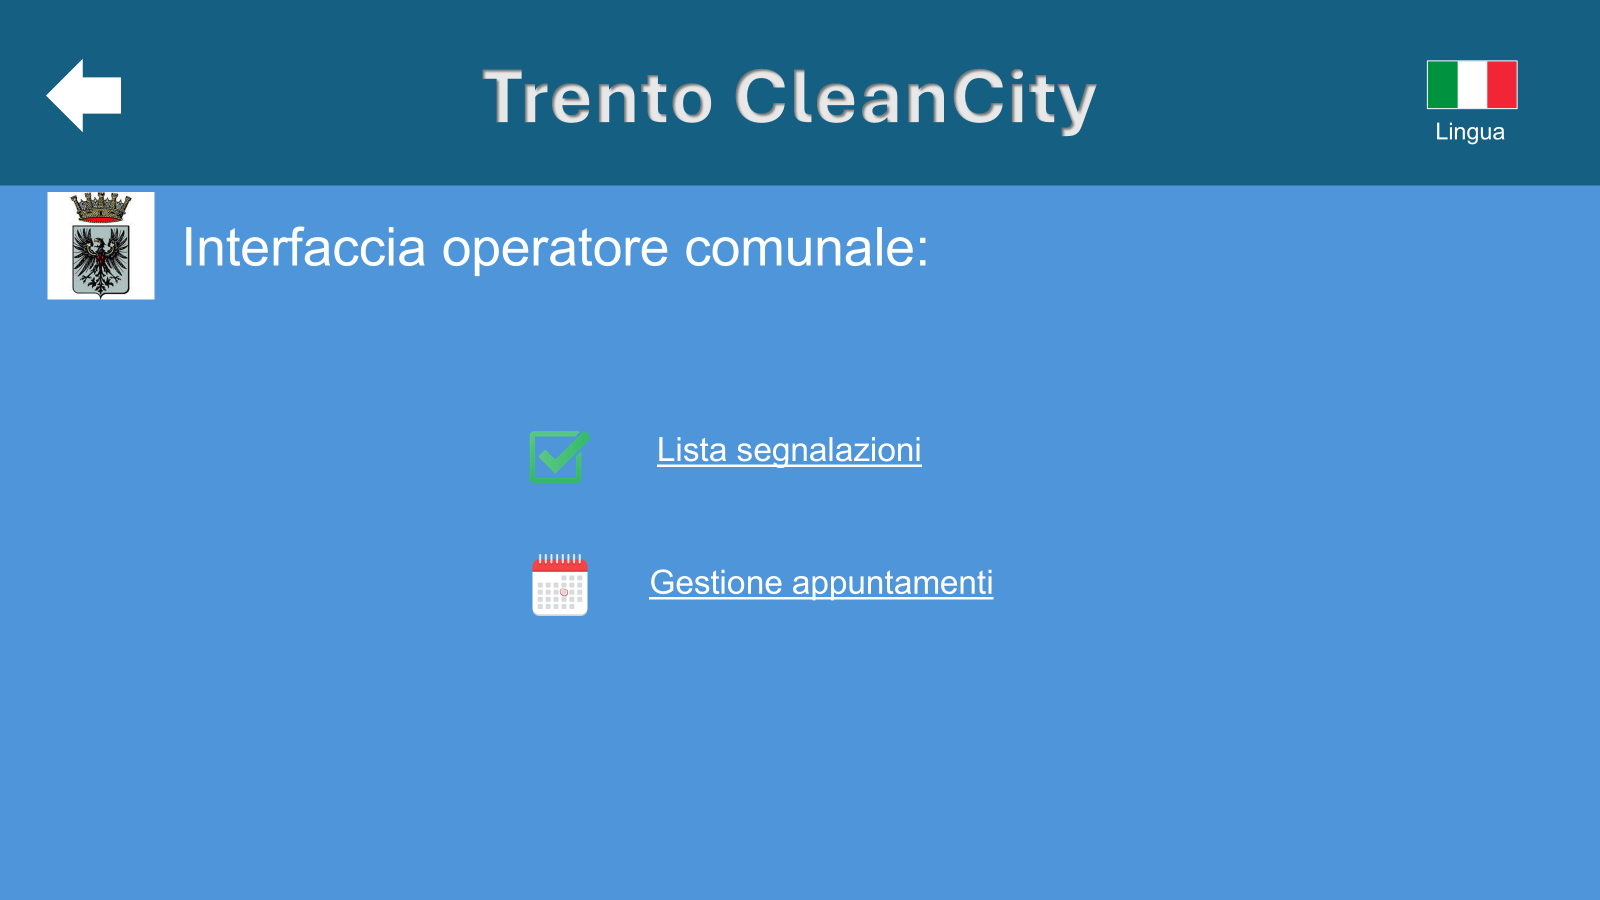 Trento CleanCity
Lingua
Interfaccia operatore comunale:
Lista segnalazioni
Gestione appuntamenti